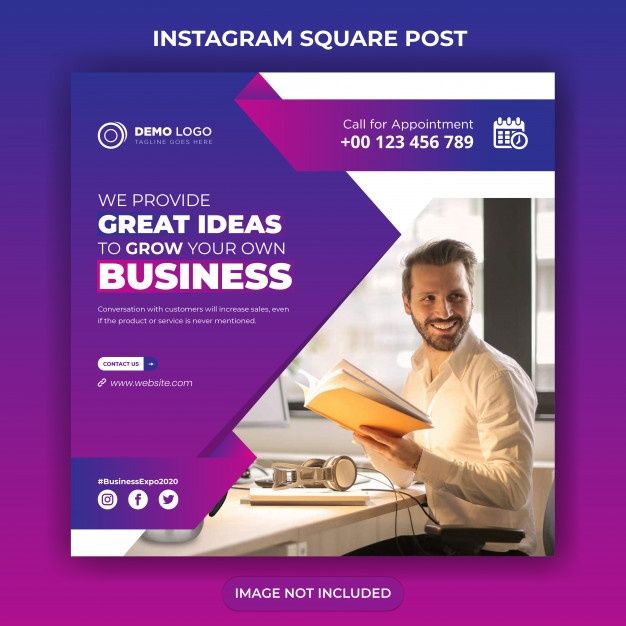 INSTAGRAM SQUARE POST
DEMO LOGO
TAGLINE GOES HERE
Call for Appointment
+00 123 456 789
WE PROVIDE
GREAT IDEAS
TO GROW YOUR OWN
BUSINESS
Conversation with customers will increase sales, even
if the product or service is never mentioned.
CONTACT US
www.website.com
#BusinessExpo2020
IMAGE NOT INCLUDED